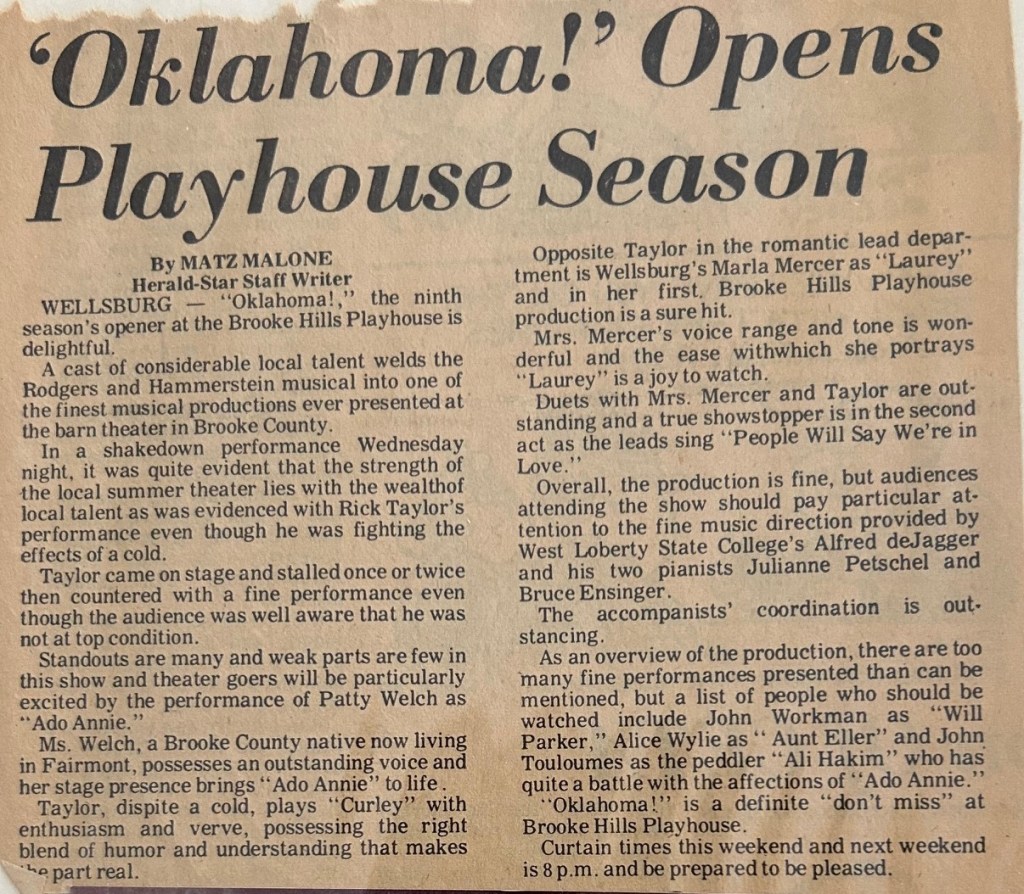 ‘Oklahoma!’ Opens
Playhouse Season
By MATZ MALONE
Herald-Star Staff Writer
WELLSBURG — “Oklahoma!,” the ninth
season’s opener at the Brooke Hills Playhouse is
delightful.
A cast of considerable local talent welds the
Rodgers and Hammerstein musical into one of
the finest musical productions ever presented at
the barn theater in Brooke County.
In a shakedown performance Wednesday
night, it was quite evident that the strength of
the local summer theater lies with the wealthof
local talent as was evidenced with Rick Taylor’s
performance even though he was fighting the
effects of a cold.
Taylor came on stage and stalled once or twice
then countered with a fine performance even
though the audience was well aware that he was
not at top condition.
Standouts are many and weak parts are few in
this show and theater goers will be particularly
excited by the performance of Patty Welch as
“Ado Annie.”
Ms. Welch, a Brooke County native now living
in Fairmont, possesses an outstanding voice and
her stage presence brings “Ado Annie” to life.
Taylor, dispite a cold, plays “Curley” with
enthusiasm and verve, possessing the right
blend of humor and understanding that makes
the part real.
Opposite Taylor in the romantic lead depar-
tment is Wellsburg’s Marla Mercer as “Laurey”
and in her first, Brooke Hills Playhouse
production is a sure hit.
Mrs. Mercer’s voice range and tone is won-
derful and the ease withwhich she portrays
“Laurey” is a joy to watch.
Duets with Mrs. Mercer and Taylor are out-
standing and a true showstopper is in the second
act as the leads sing “People Will Say We’re in
Love.”
Overall, the production is fine, but audiences
attending the show should pay particular at-
tention to the fine music direction provided by
West Loberty State College’s Alfred deJagger
and his two pianists Julianne Petschel and
Bruce Ensinger.
The accompanists’ coordination is out-
stancing.
As an overview of the production, there are too
many fine performances presented than can be
mentioned, but a list of people who should be
watched include John Workman as “Will
Parker,” Alice Wylie as “ Aunt Eller” and John
Touloumes as the peddler “Ali Hakim” who has
quite a battle with the affections of “Ado Annie.”
“Oklahoma!” is a definite “don’t miss” at
Brooke Hills Playhouse.
Curtain times this weekend and next weekend
is 8 p.m. and be prepared to be pleased.